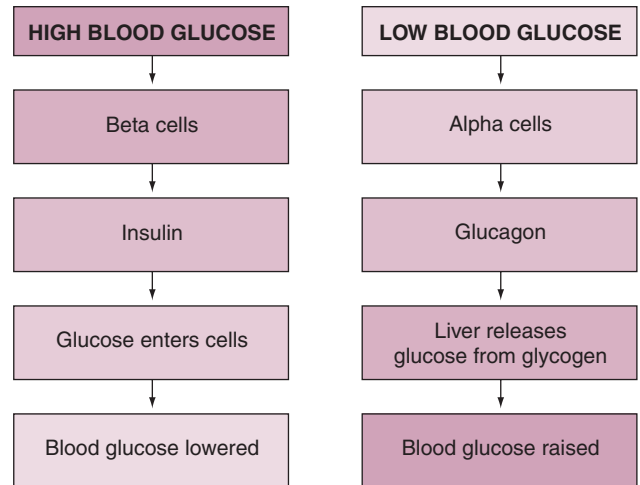 HIGH BLOOD GLUCOSE
Beta cells
Insulin
Glucose enters cells
Blood glucose lowered
LOW BLOOD GLUCOSE
Alpha cells
Glucagon
Liver releases
glucose from glycogen
Blood glucose raised